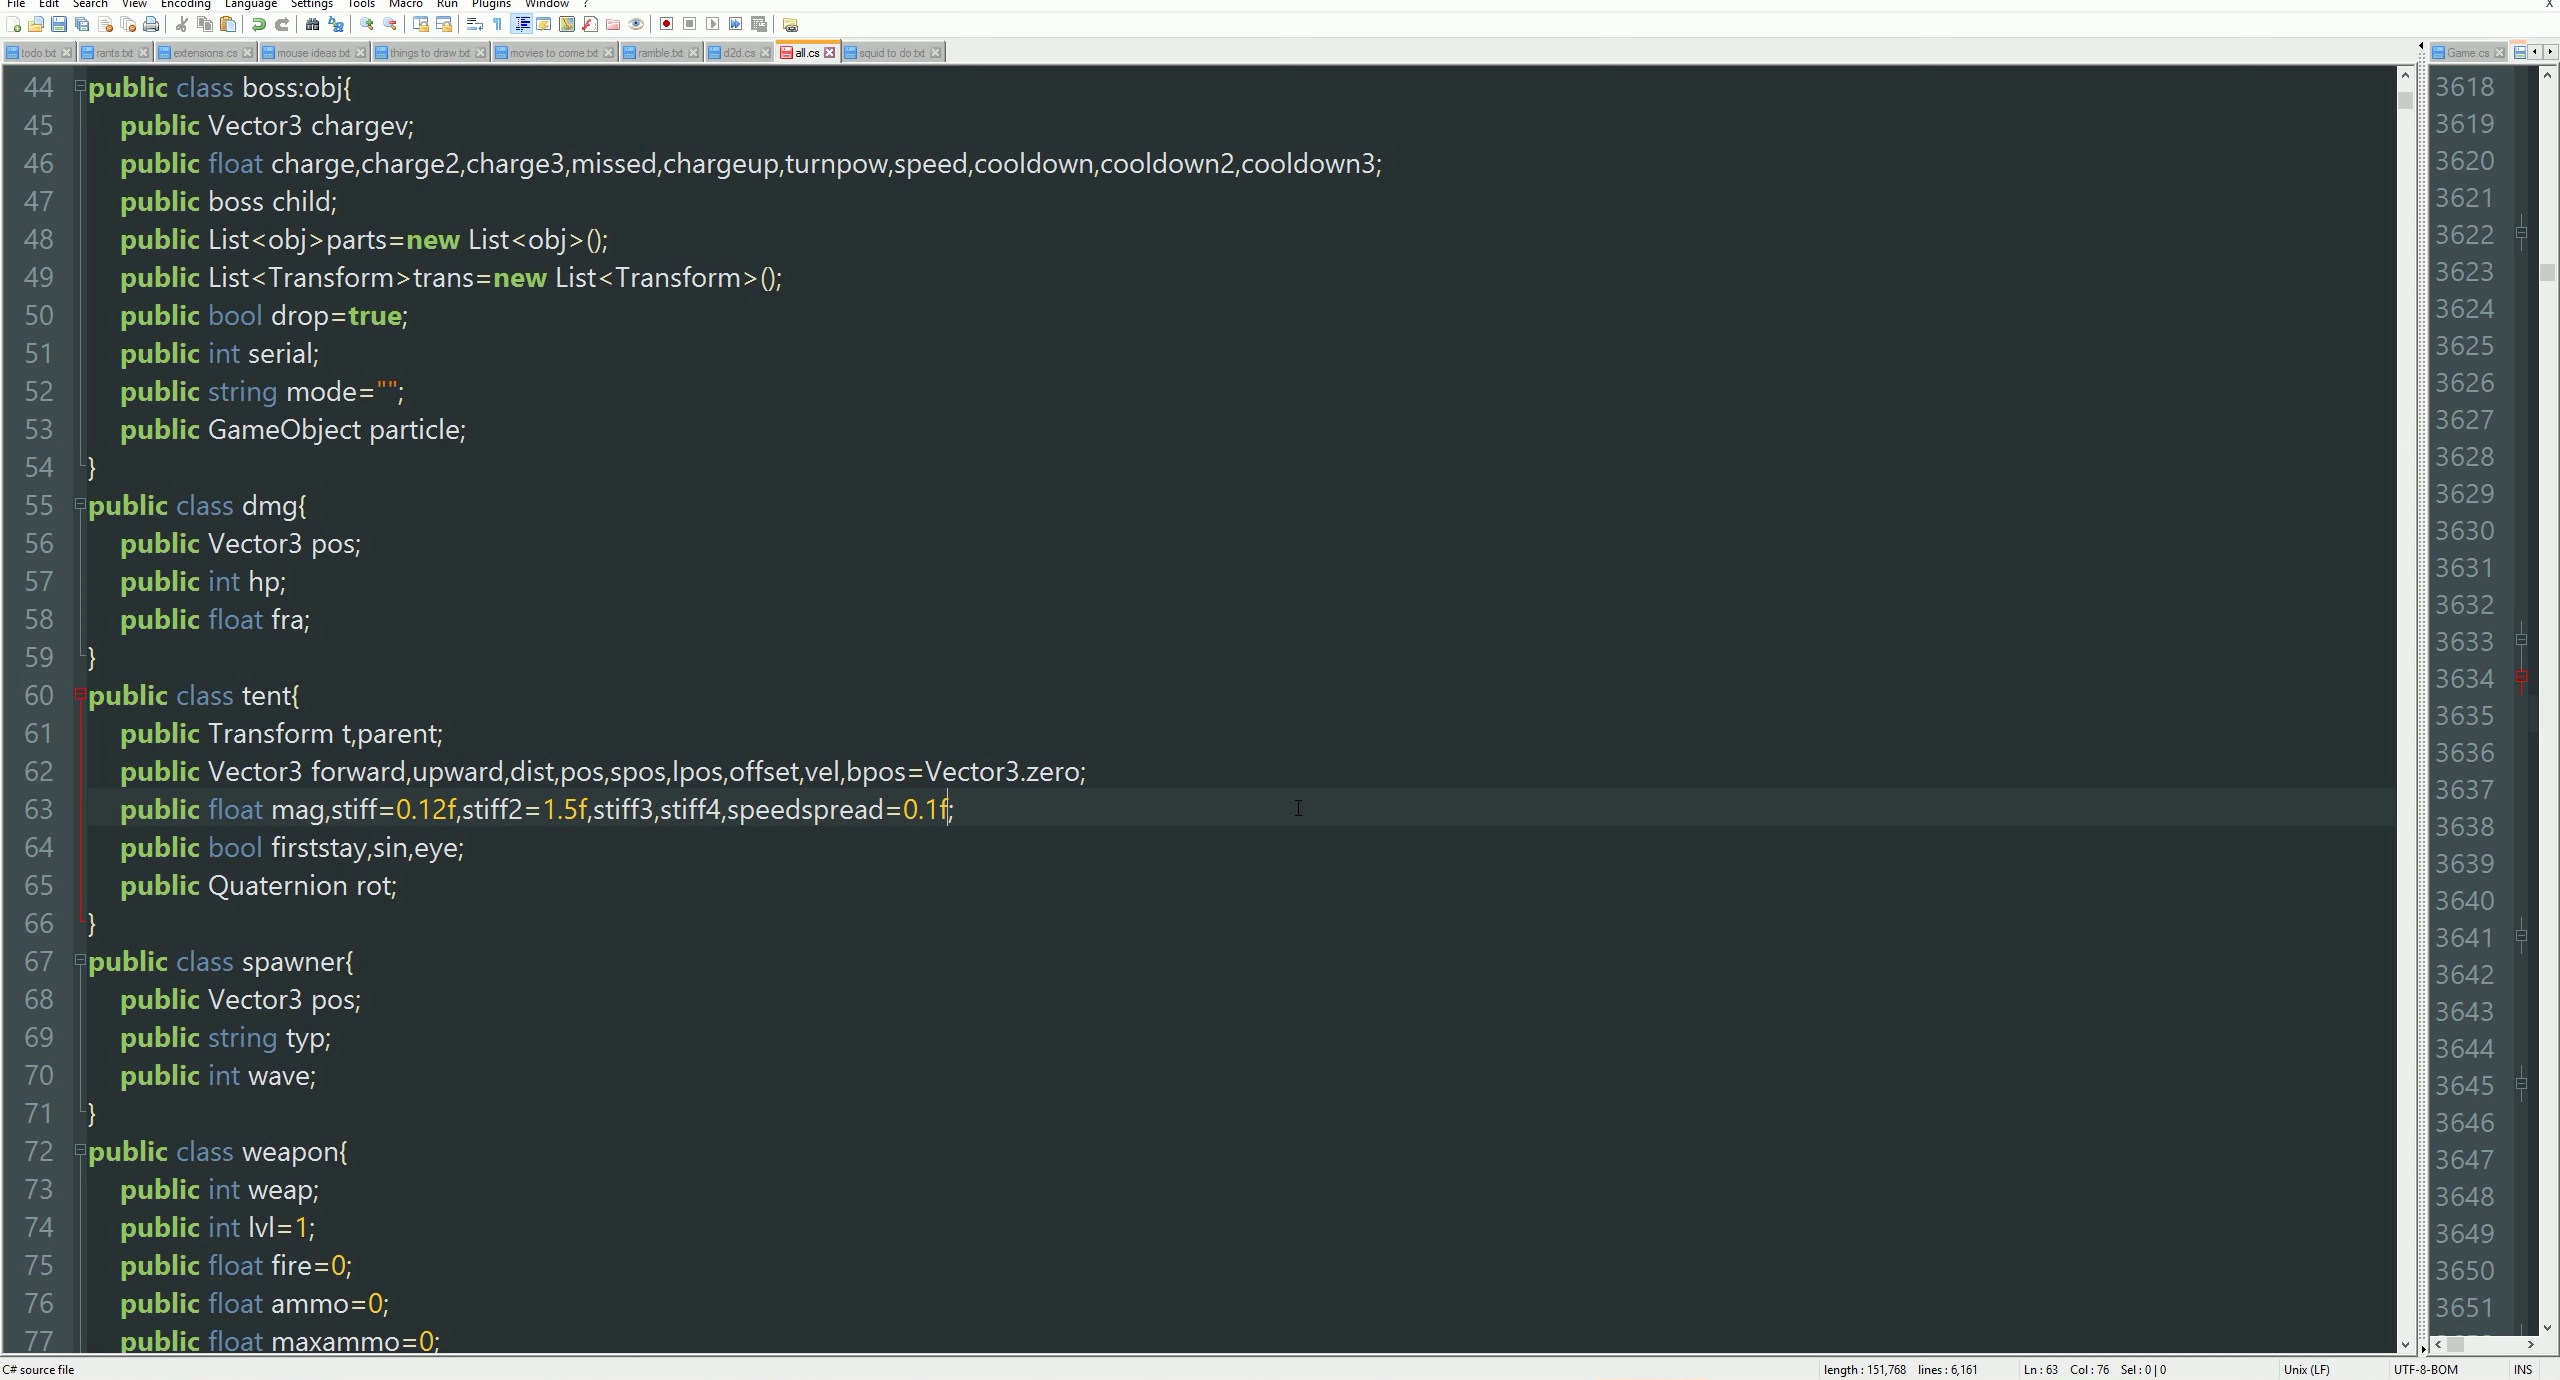 File Edit Search View Encoding Language Settings Tools Macro Run Plugins Window ? X
todo.txt rants.txt extensions.cs mouse ideas.txt things to draw.txt movies to come.txt ramble.txt d2d.cs all.cs squid to do.txt Game.cs
44 public class boss:obj{
45 public Vector3 chargev;
46 public float charge,charge2,charge3,missed,chargeup,turnpow,speed,cooldown,cooldown2,cooldown3;
47 public boss child;
48 public List<obj>parts=new List<obj>();
49 public List<Transform>trans=new List<Transform>();
50 public bool drop=true;
51 public int serial;
52 public string mode="";
53 public GameObject particle;
54 }
55 public class dmg{
56 public Vector3 pos;
57 public int hp;
58 public float fra;
59 }
60 public class tent{
61 public Transform t,parent;
62 public Vector3 forward,upward,dist,pos,spos,lpos,offset,vel,bpos=Vector3.zero;
63 public float mag,stiff=0.12f,stiff2=1.5f,stiff3,stiff4,speedspread=0.1f;
64 public bool firststay,sin,eye;
65 public Quaternion rot;
66 }
67 public class spawner{
68 public Vector3 pos;
69 public string typ;
70 public int wave;
71 }
72 public class weapon{
73 public int weap;
74 public int lvl=1;
75 public float fire=0;
76 public float ammo=0;
77 public float maxammo=0;
3618
3619
3620
3621
3622
3623
3624
3625
3626
3627
3628
3629
3630
3631
3632
3633
3634
3635
3636
3637
3638
3639
3640
3641
3642
3643
3644
3645
3646
3647
3648
3649
3650
3651
C# source file length : 151,768 lines : 6,161 Ln : 63 Col : 76 Sel : 0 | 0 Unix (LF) UTF-8-BOM INS